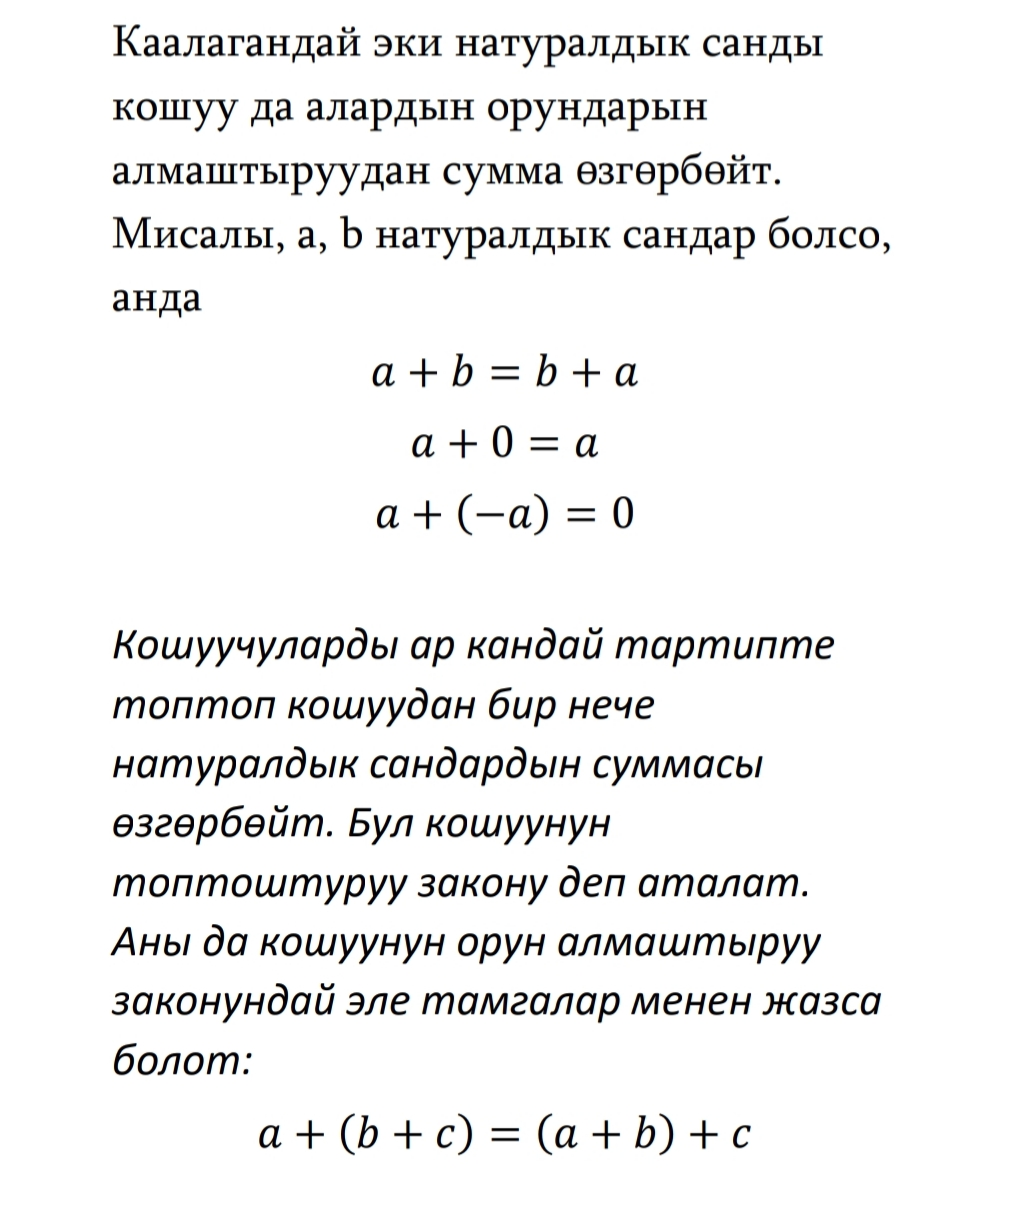 Каалагандай эки натуралдык санды
кошуу да алардын орундарын
алмаштыруудан сумма өзгөрбөйт.
Мисалы, a, b натуралдык сандар болсо,
анда
a + b = b + a
a + 0 = a
a + (−a) = 0
Кошуучуларды ар кандай тартипте
топтоп кошуудан бир нече
натуралдык сандардын суммасы
өзгөрбөйт. Бул кошуунун
топтоштуруу закону деп аталат.
Аны да кошуунун орун алмаштыруу
законундай эле тамгалар менен жазса
болот:
a + (b + c) = (a + b) + c